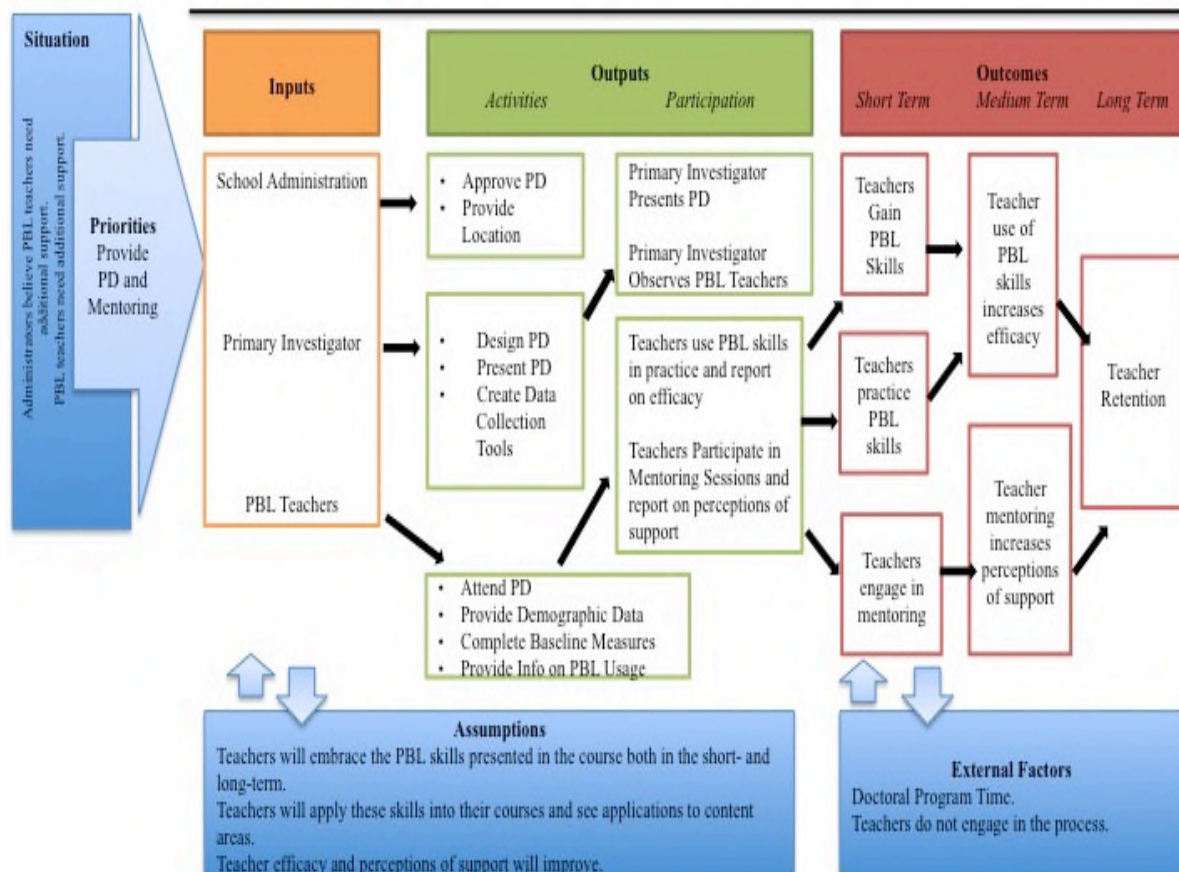 Situation
Administrators believe PBL teachers need
additional support.
PBL teachers need additional support.
Priorities
Provide
PD and
Mentoring
Inputs
School Administration
Primary Investigator
PBL Teachers
Outputs
Activities
Participation
• Approve PD
• Provide
Location
• Design PD
• Present PD
• Create Data
Collection
Tools
• Attend PD
• Provide Demographic Data
• Complete Baseline Measures
• Provide Info on PBL Usage
Primary Investigator
Presents PD
Primary Investigator
Observes PBL Teachers
Teachers use PBL skills
in practice and report
on efficacy
Teachers Participate in
Mentoring Sessions and
report on perceptions of
support
Outcomes
Short Term
Medium Term
Long Term
Teachers
Gain
PBL
Skills
Teachers
practice
PBL
skills
Teachers
engage in
mentoring
Teacher
use of
PBL
skills
increases
efficacy
Teacher
mentoring
increases
perceptions
of support
Teacher
Retention
Assumptions
Teachers will embrace the PBL skills presented in the course both in the short- and
long-term.
Teachers will apply these skills into their courses and see applications to content
areas.
Teacher efficacy and perceptions of support will improve.
External Factors
Doctoral Program Time.
Teachers do not engage in the process.